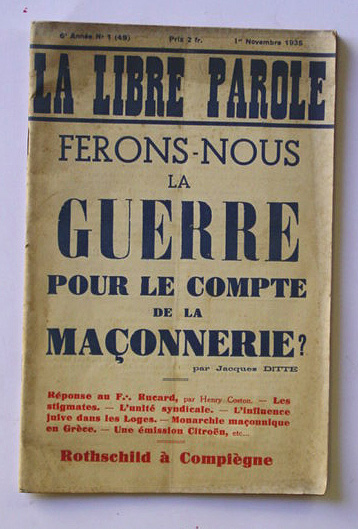 6e Année No 1 (48) Prix 2 fr. 1er Novembre 1935
LA LIBRE PAROLE
FERONS-NOUS
LA
GUERRE
POUR LE COMPTE
DE LA
MAÇONNERIE?
par Jacques DITTE
Réponse au F∴ Rucard, par Henry Coston. — Les
stigmates. — L'unité syndicale. — L'influence
juive dans les Loges. — Monarchie maçonnique
en Grèce. — Une émission Citroën, etc...
Rothschild à Compiègne